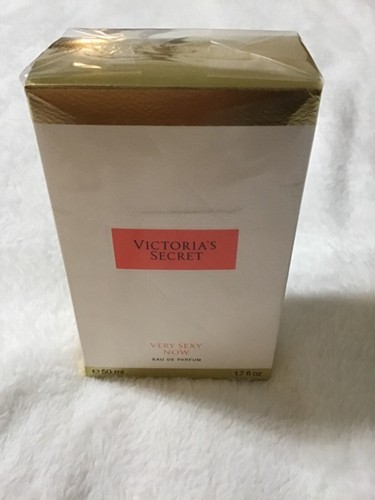 VICTORIA'S
SECRET
VERY SEXY
NOW
EAU DE PARFUM
℮ 50 ml 1.7 fl oz